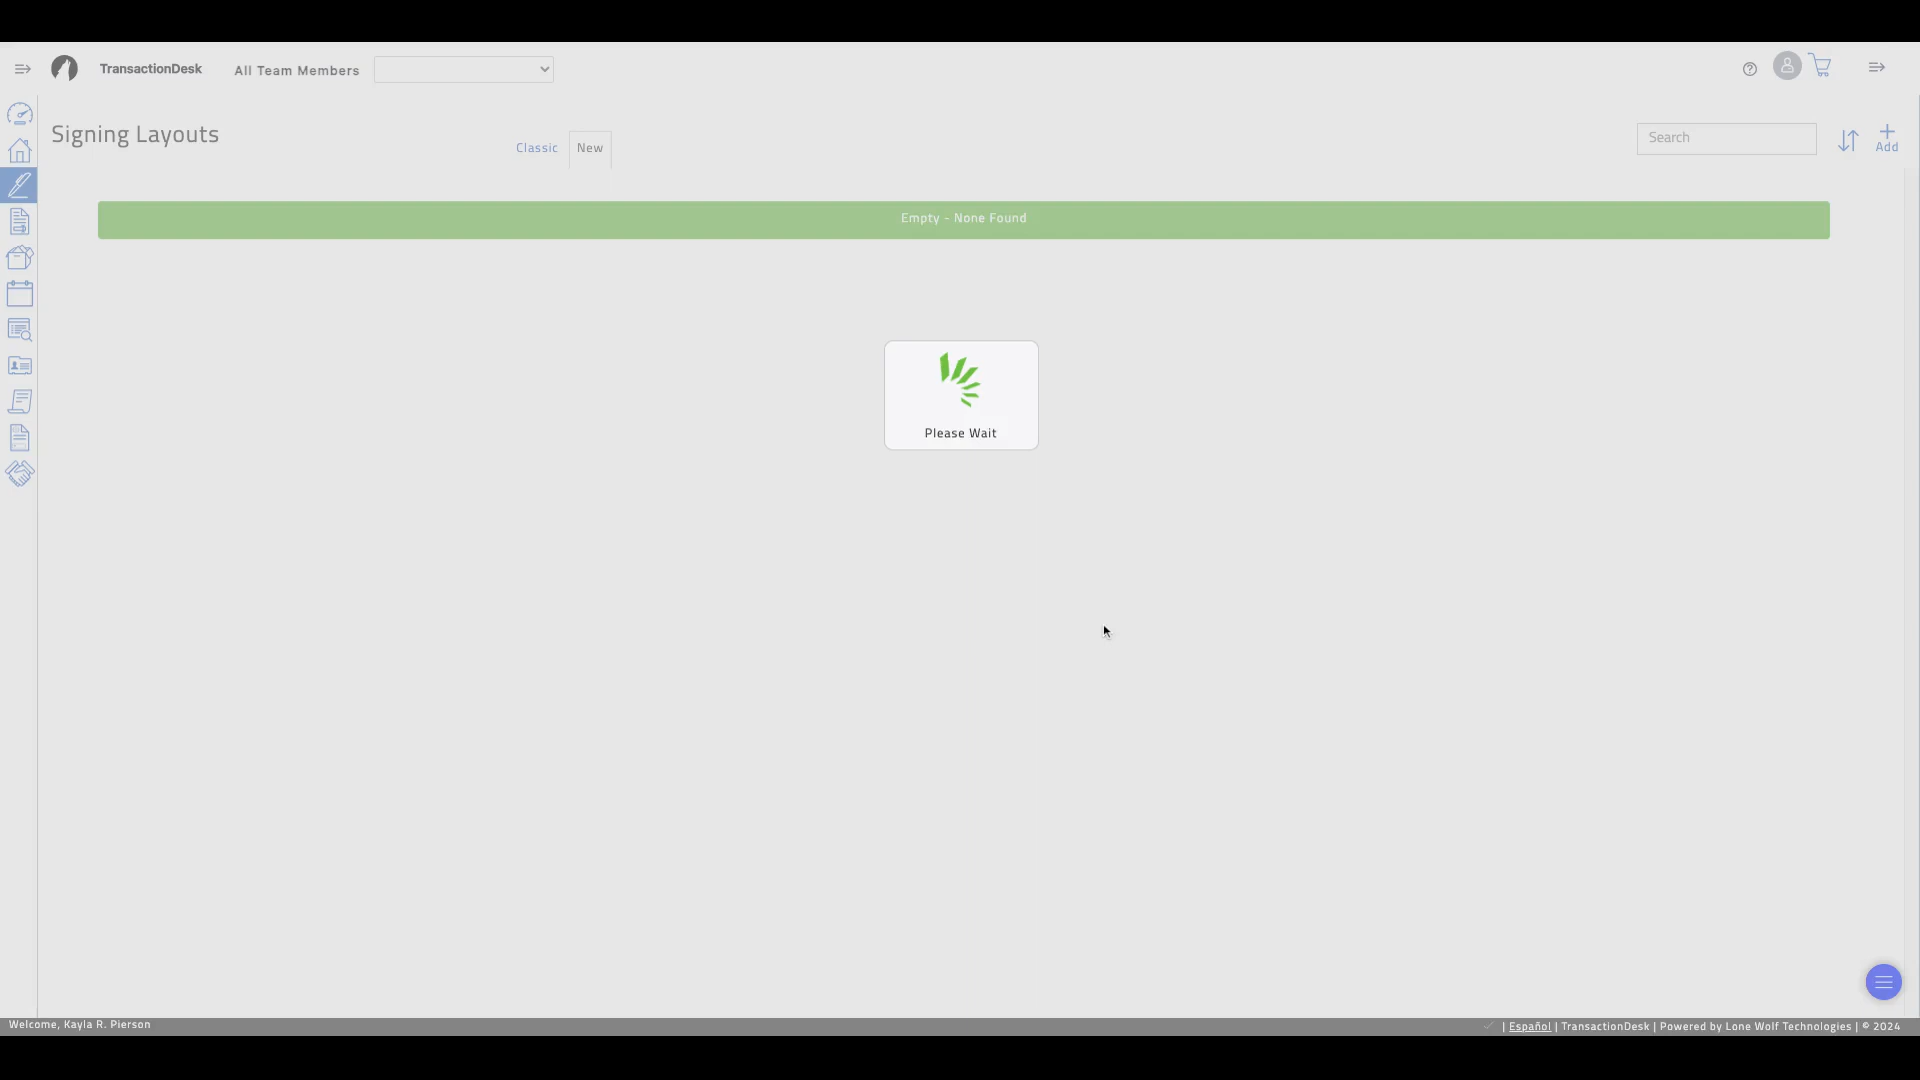 TransactionDesk
All Team Members
Signing Layouts
Classic
New
Search
Add
Empty - None Found
Please Wait
Welcome, Kayla R. Pierson
| Español | TransactionDesk | Powered by Lone Wolf Technologies | © 2024